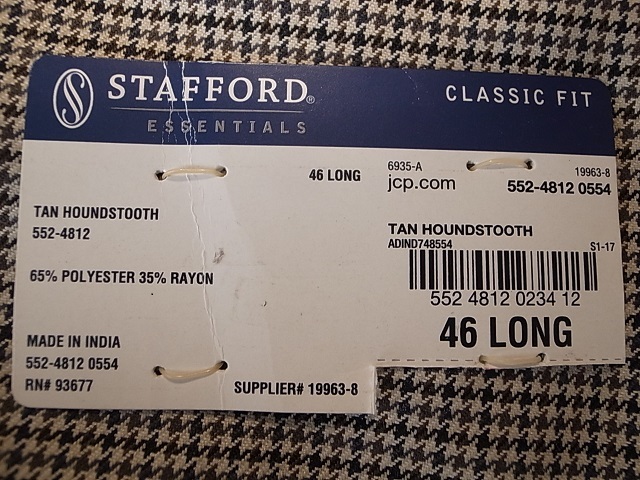 STAFFORD®
ESSENTIALS
CLASSIC FIT
46 LONG
TAN HOUNDSTOOTH
552-4812
65% POLYESTER 35% RAYON
MADE IN INDIA
552-4812 0554
RN# 93677
SUPPLIER# 19963-8
6935-A
19963-8
jcp.com
552-4812 0554
TAN HOUNDSTOOTH
ADIND748554
S1-17
552 4812 0234 12
46 LONG